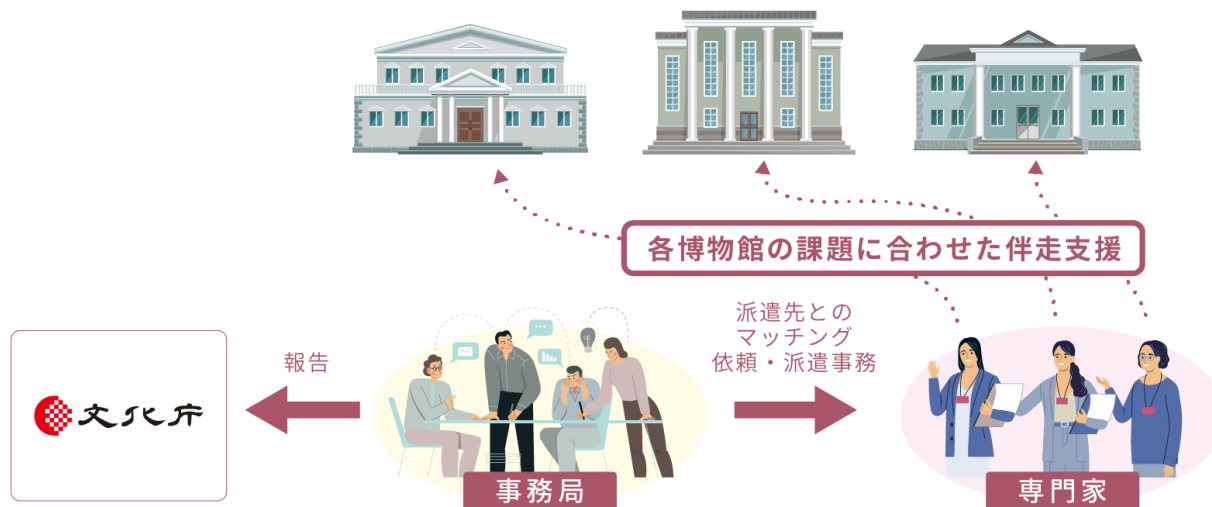 各博物館の課題に合わせた伴走支援
派遣先との
マッチング
依頼・派遣事務
報告
文化庁
事務局
専門家